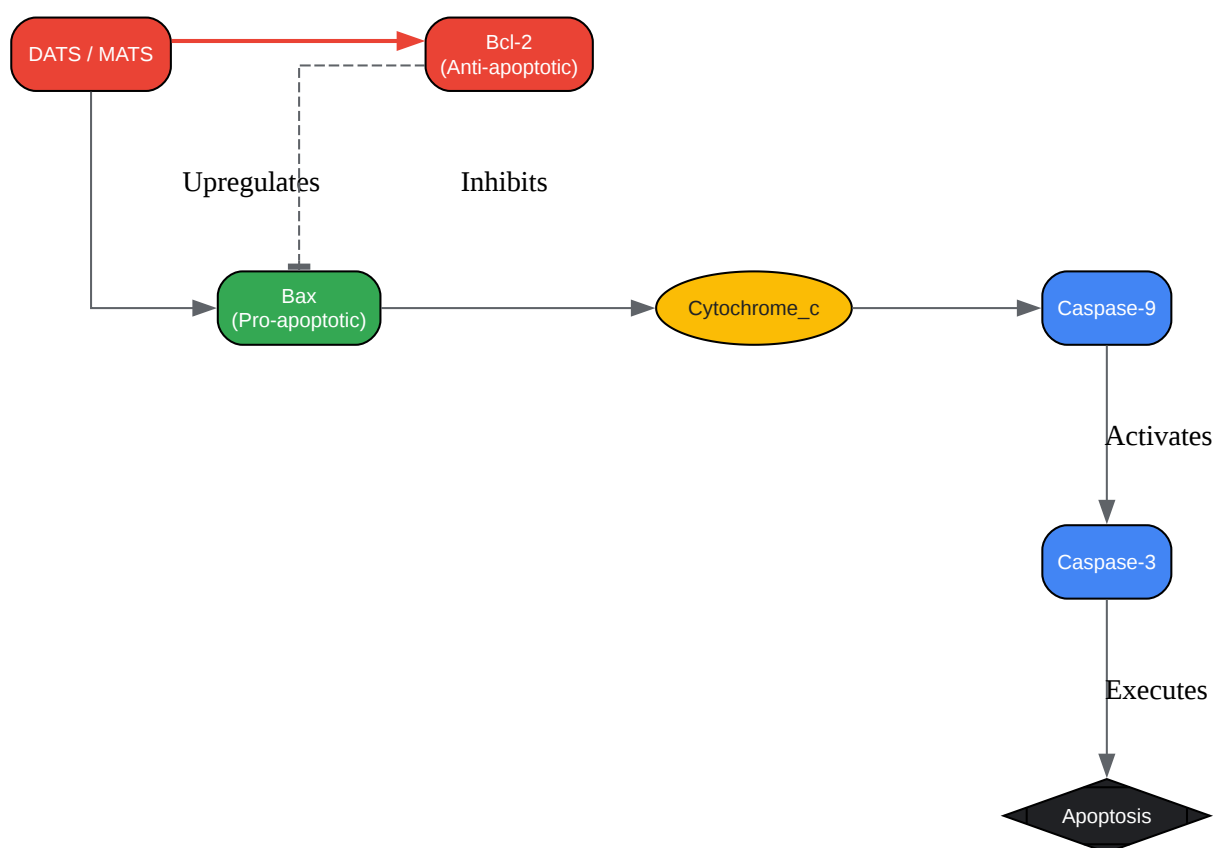 DATS / MATS
Bcl-2
(Anti-apoptotic)
Upregulates
Inhibits
Bax
(Pro-apoptotic)
Cytochrome_c
Caspase-9
Activates
Caspase-3
Executes
Apoptosis